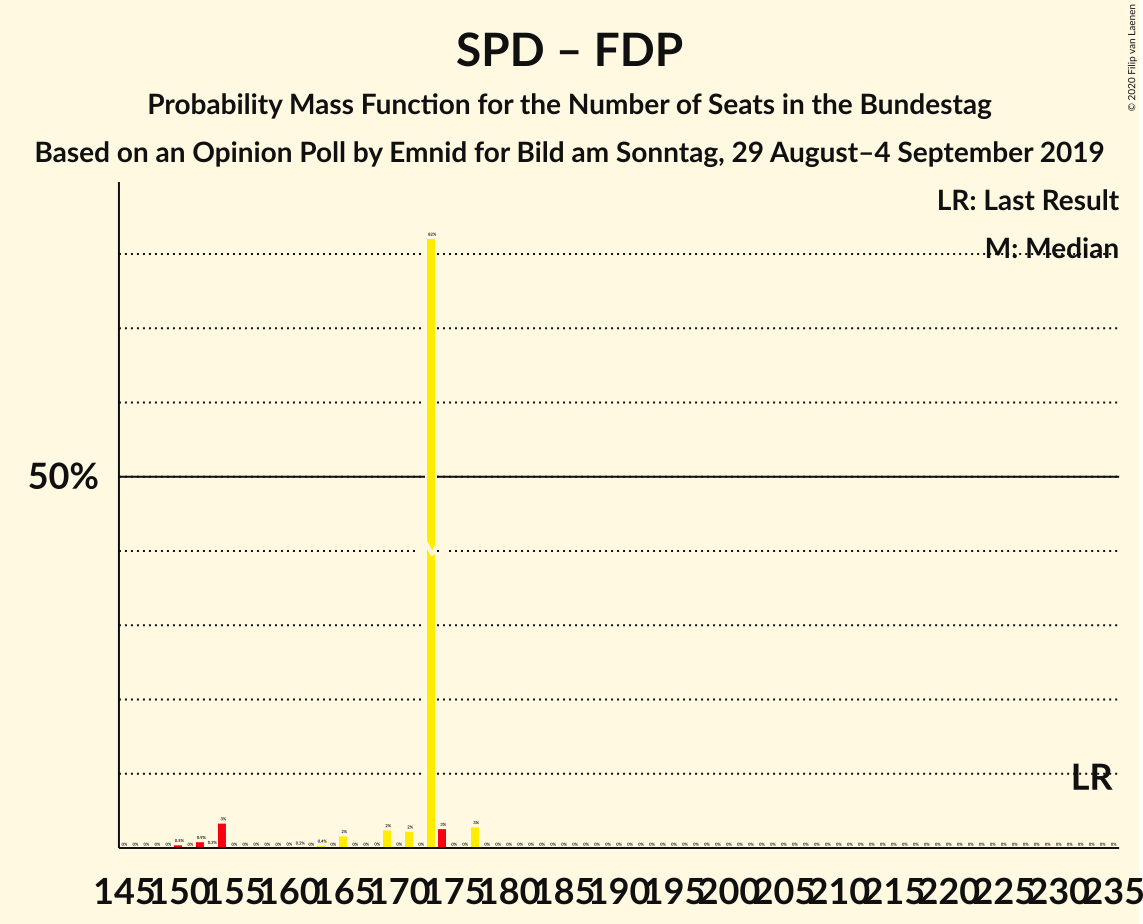 SPD – FDP
Probability Mass Function for the Number of Seats in the Bundestag
Based on an Opinion Poll by Emnid for Bild am Sonntag, 29 August–4 September 2019
© 2020 Filip van Laenen
LR: Last Result
M: Median
82%
50%
M
LR
145 150 155 160 165 170 175 180 185 190 195 200 205 210 215 220 225 230 235